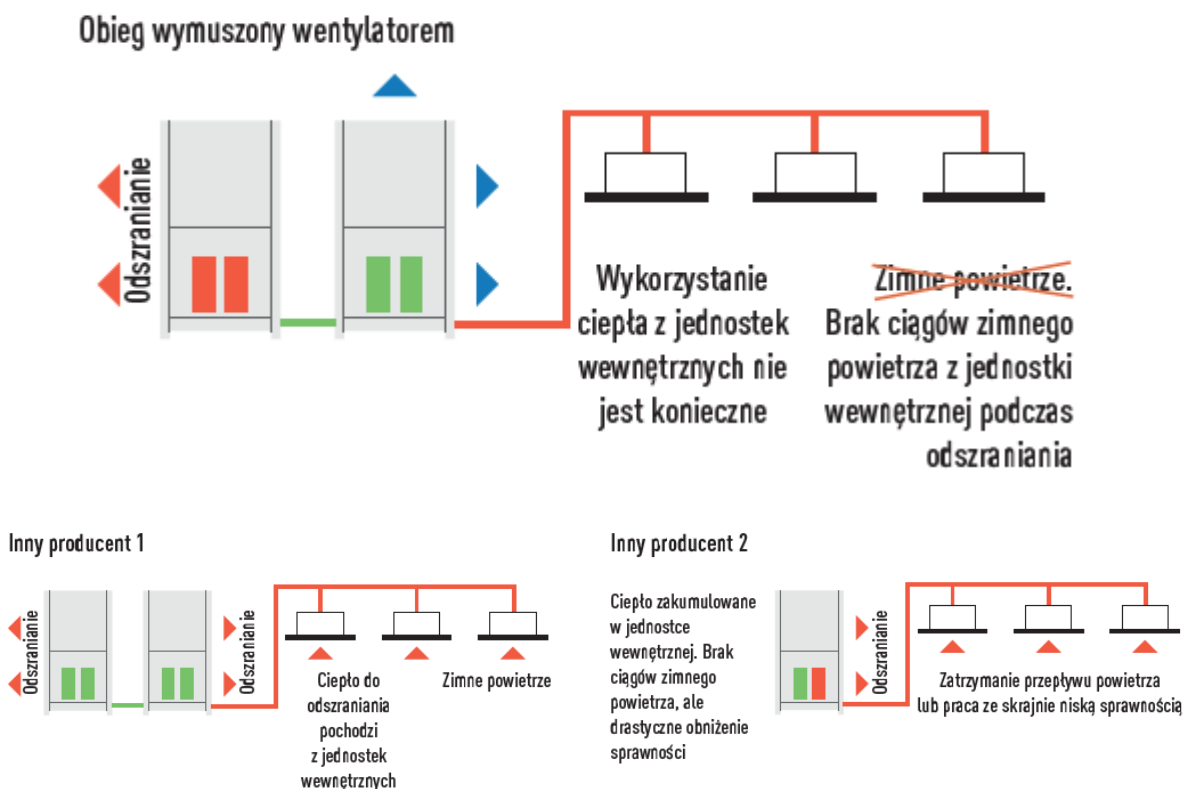 Obieg wymuszony wentylatorem
Odszranianie
Wykorzystanie
ciepła z jednostek
wewnętrznych nie
jest konieczne
Zimne powietrze.
Brak ciągów zimnego
powietrza z jednostki
wewnętrznej podczas
odszraniania
Inny producent 1
Odszranianie
Odszranianie
Ciepło do
odszraniania
pochodzi
z jednostek
wewnętrznych
Zimne powietrze
Inny producent 2
Ciepło zakumulowane
w jednostce
wewnętrznej. Brak
ciągów zimnego
powietrza, ale
drastyczne obniżenie
sprawności
Odszranianie
Zatrzymanie przepływu powietrza
lub praca ze skrajnie niską sprawnością